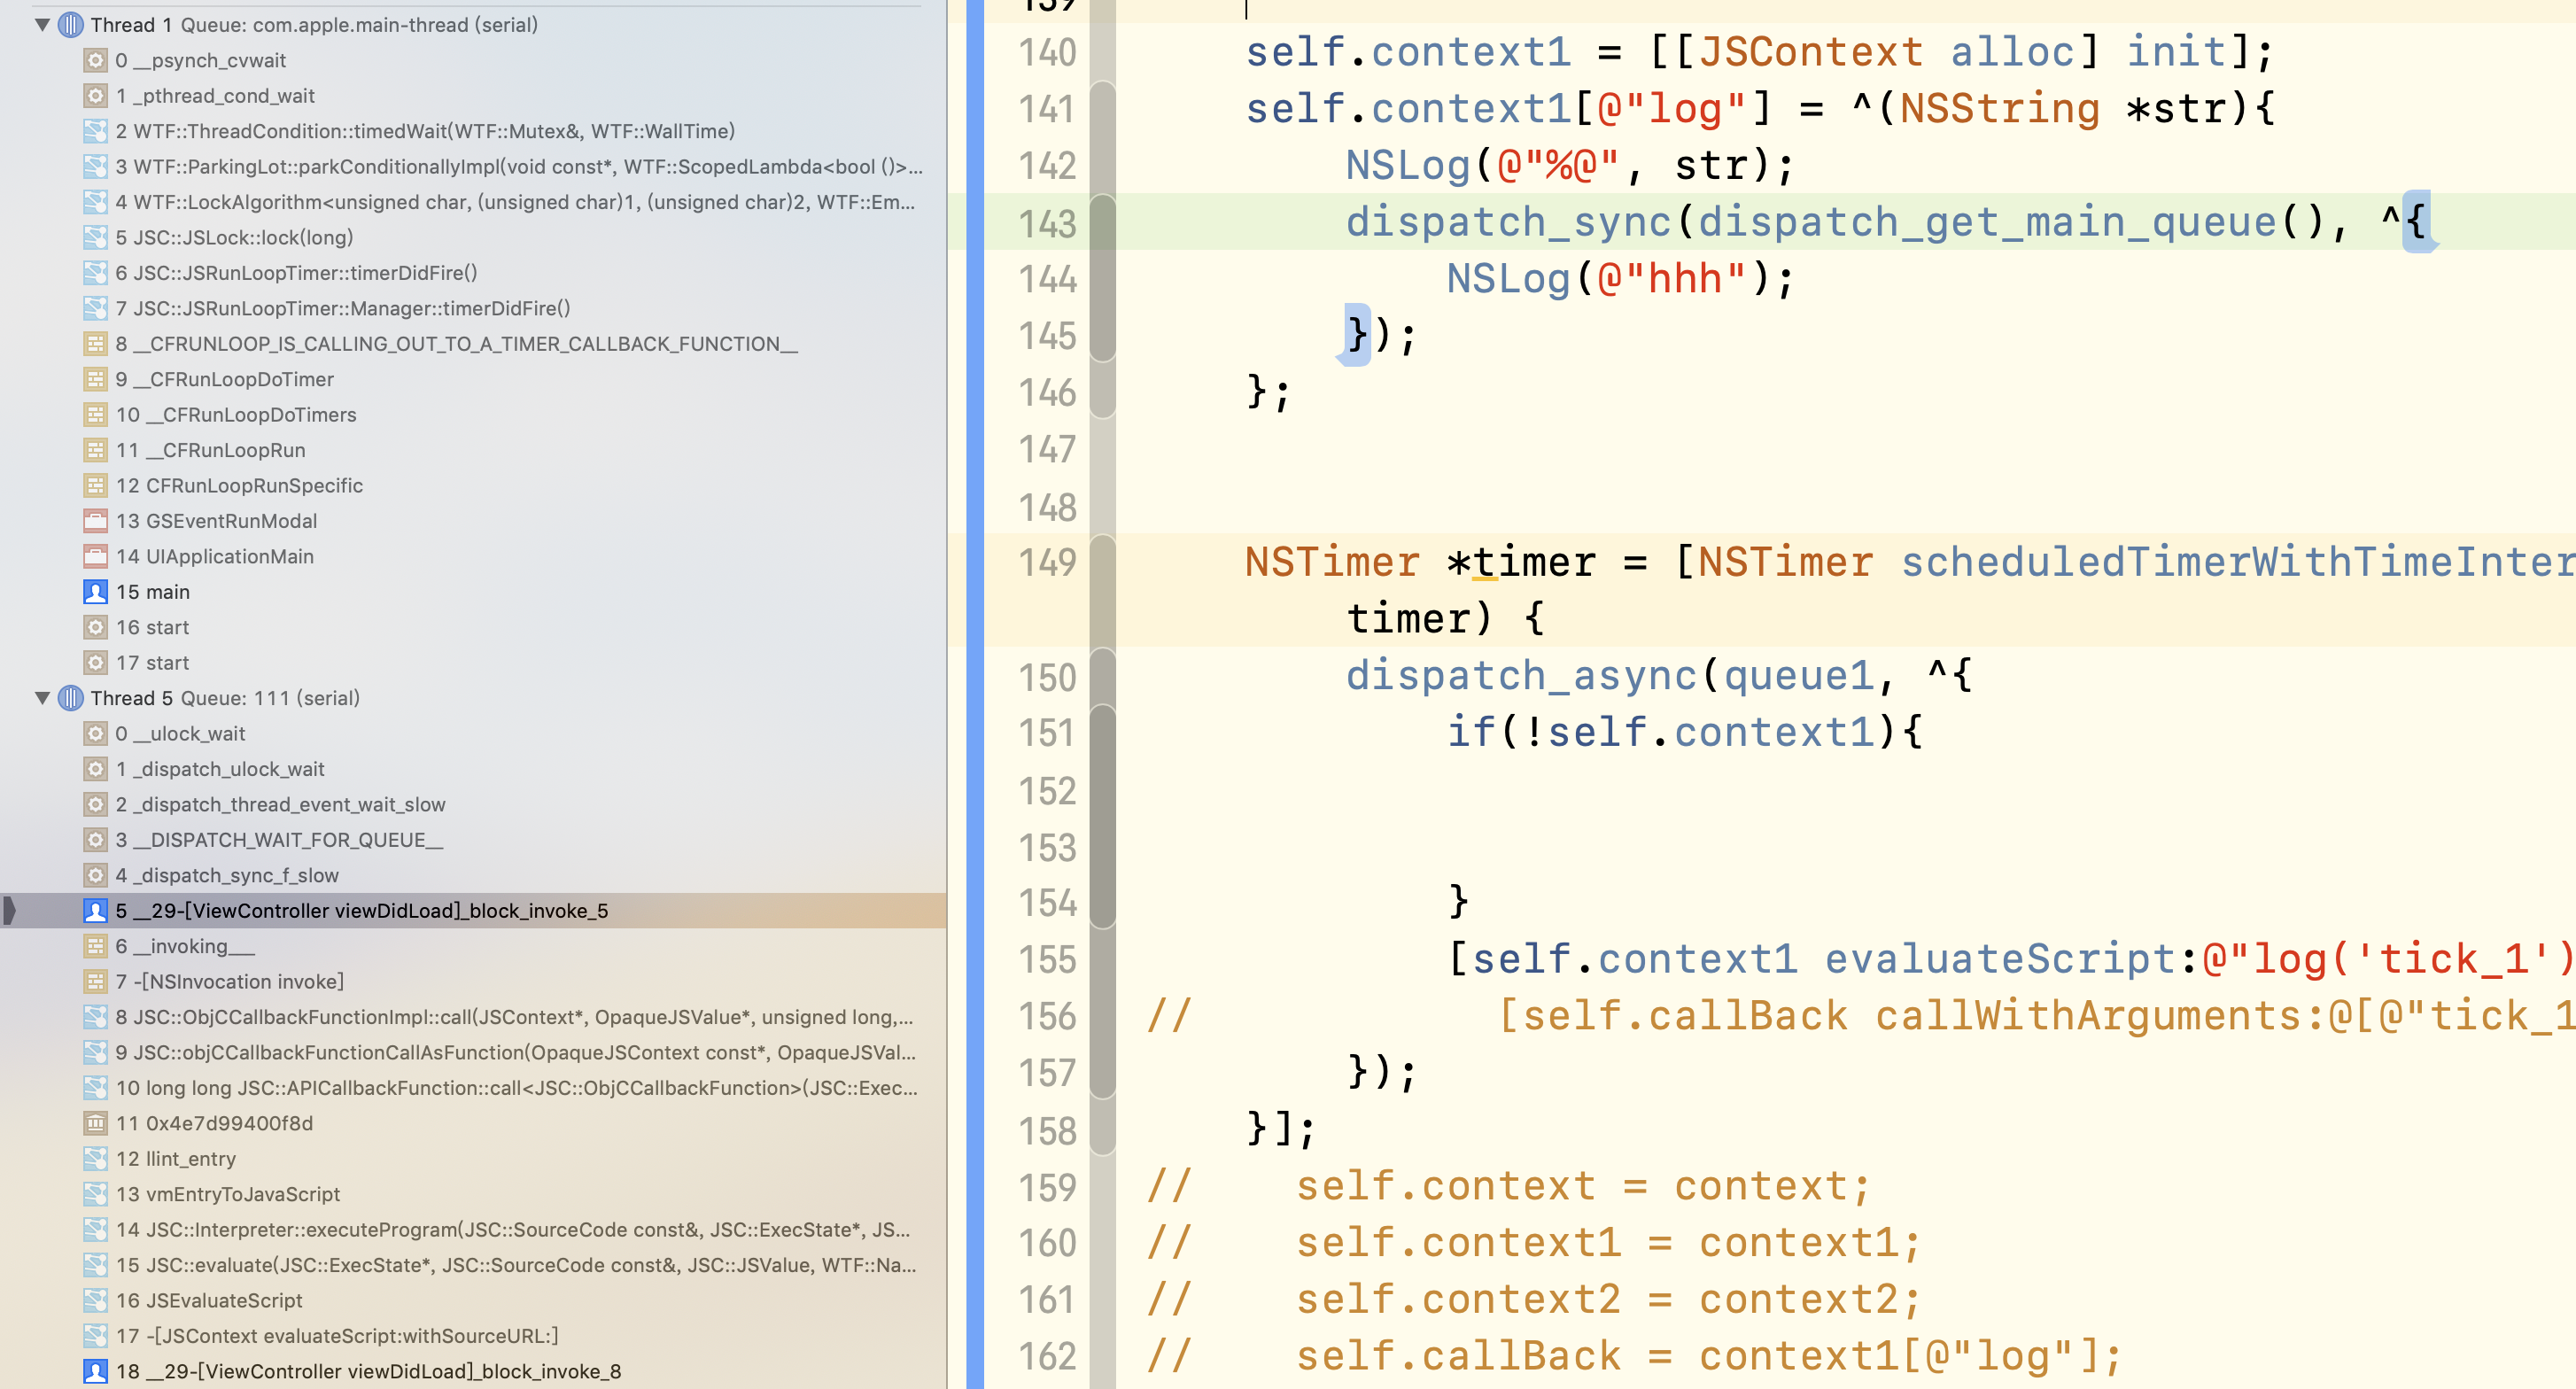 Thread 1 Queue: com.apple.main-thread (serial)
0 __psynch_cvwait
1 _pthread_cond_wait
2 WTF::ThreadCondition::timedWait(WTF::Mutex&, WTF::WallTime)
3 WTF::ParkingLot::parkConditionallyImpl(void const*, WTF::ScopedLambda<bool ()>...
4 WTF::LockAlgorithm<unsigned char, (unsigned char)1, (unsigned char)2, WTF::Em...
5 JSC::JSLock::lock(long)
6 JSC::JSRunLoopTimer::timerDidFire()
7 JSC::JSRunLoopTimer::Manager::timerDidFire()
8 __CFRUNLOOP_IS_CALLING_OUT_TO_A_TIMER_CALLBACK_FUNCTION__
9 __CFRunLoopDoTimer
10 __CFRunLoopDoTimers
11 __CFRunLoopRun
12 CFRunLoopRunSpecific
13 GSEventRunModal
14 UIApplicationMain
15 main
16 start
17 start
Thread 5 Queue: 111 (serial)
0 __ulock_wait
1 _dispatch_ulock_wait
2 _dispatch_thread_event_wait_slow
3 __DISPATCH_WAIT_FOR_QUEUE__
4 _dispatch_sync_f_slow
5 __29-[ViewController viewDidLoad]_block_invoke_5
6 __invoking___
7 -[NSInvocation invoke]
8 JSC::ObjCCallbackFunctionImpl::call(JSContext*, OpaqueJSValue*, unsigned long,...
9 JSC::objCCallbackFunctionCallAsFunction(OpaqueJSContext const*, OpaqueJSVal...
10 long long JSC::APICallbackFunction::call<JSC::ObjCCallbackFunction>(JSC::Exec...
11 0x4e7d99400f8d
12 llint_entry
13 vmEntryToJavaScript
14 JSC::Interpreter::executeProgram(JSC::SourceCode const&, JSC::ExecState*, JS...
15 JSC::evaluate(JSC::ExecState*, JSC::SourceCode const&, JSC::JSValue, WTF::Na...
16 JSEvaluateScript
17 -[JSContext evaluateScript:withSourceURL:]
18 __29-[ViewController viewDidLoad]_block_invoke_8
139
140 self.context1 = [[JSContext alloc] init];
141 self.context1[@"log"] = ^(NSString *str){
142 NSLog(@"%@", str);
143 dispatch_sync(dispatch_get_main_queue(), ^{
144 NSLog(@"hhh");
145 });
146 };
147
148
149 NSTimer *timer = [NSTimer scheduledTimerWithTimeInter
timer) {
150 dispatch_async(queue1, ^{
151 if(!self.context1){
152
153
154 }
155 [self.context1 evaluateScript:@"log('tick_1')
156 // [self.callBack callWithArguments:@[@"tick_1
157 });
158 }];
159 // self.context = context;
160 // self.context1 = context1;
161 // self.context2 = context2;
162 // self.callBack = context1[@"log"];